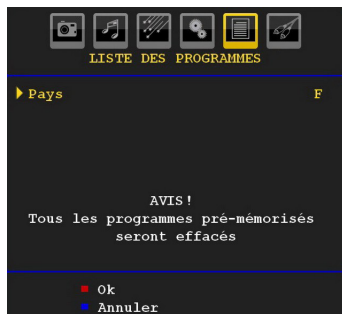 LISTE DES PROGRAMMES
Pays F
AVIS!
Tous les programmes pré-mémorisés
seront effacés
Ok
Annuler